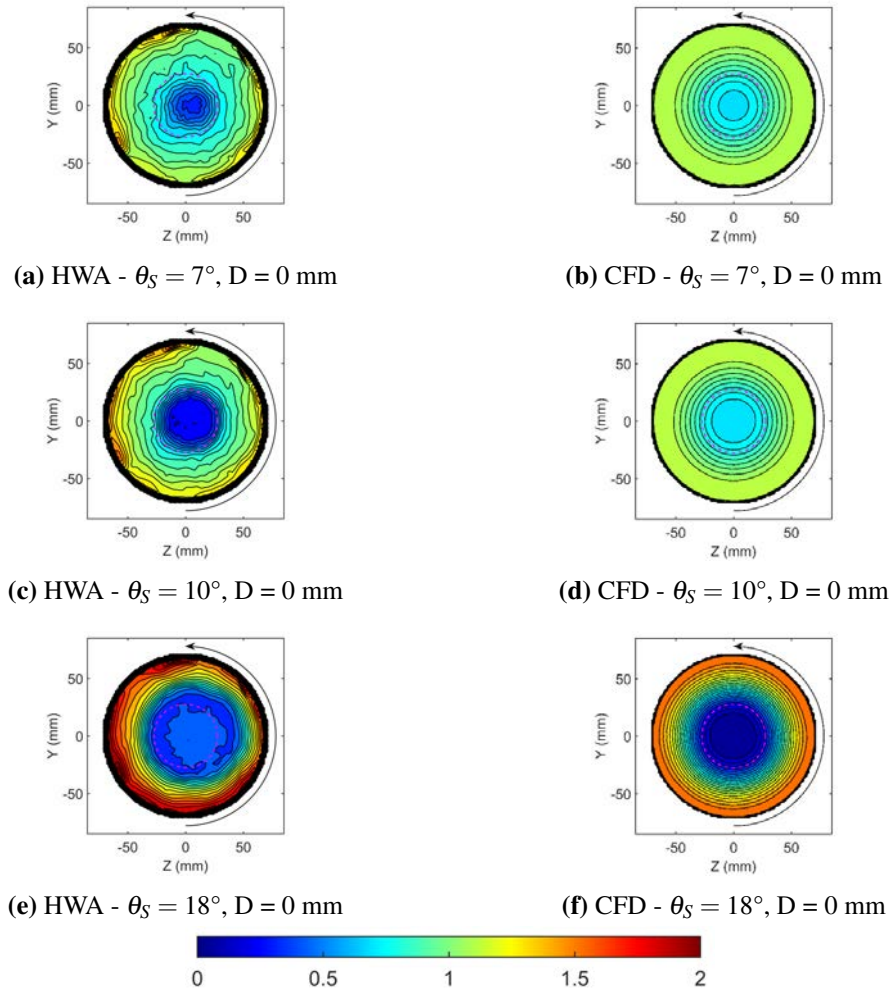 50
0
-50
Y (mm)
-50 0 50
Z (mm)
(a) HWA - θS = 7°, D = 0 mm
50
0
-50
Y (mm)
-50 0 50
Z (mm)
(b) CFD - θS = 7°, D = 0 mm
50
0
-50
Y (mm)
-50 0 50
Z (mm)
(c) HWA - θS = 10°, D = 0 mm
50
0
-50
Y (mm)
-50 0 50
Z (mm)
(d) CFD - θS = 10°, D = 0 mm
50
0
-50
Y (mm)
-50 0 50
Z (mm)
(e) HWA - θS = 18°, D = 0 mm
50
0
-50
Y (mm)
-50 0 50
Z (mm)
(f) CFD - θS = 18°, D = 0 mm
0 0.5 1 1.5 2